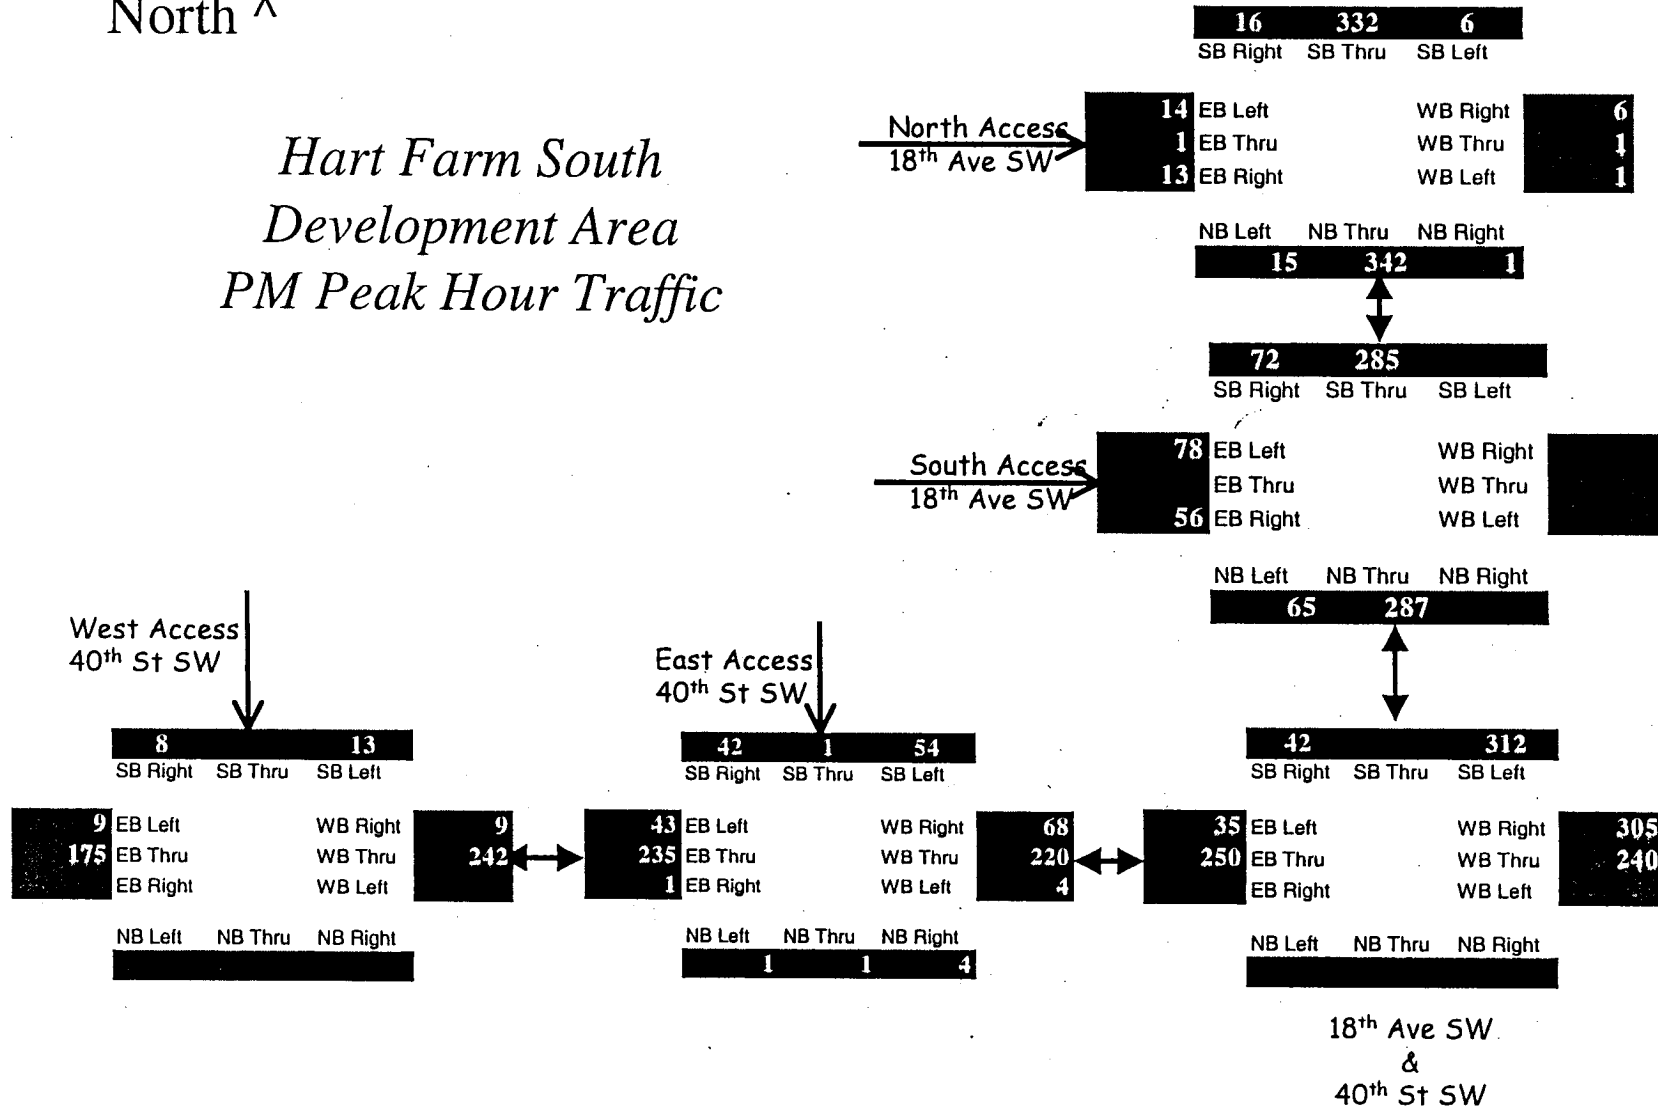 North ^
Hart Farm South
Development Area
PM Peak Hour Traffic
16 332 6
SB Right SB Thru SB Left
North Access
18th Ave SW
14 EB Left WB Right 6
1 EB Thru WB Thru 1
13 EB Right WB Left 1
NB Left NB Thru NB Right
15 342 1
72 285
SB Right SB Thru SB Left
South Access
18th Ave SW
78 EB Left WB Right
EB Thru WB Thru
56 EB Right WB Left
NB Left NB Thru NB Right
65 287
West Access
40th St SW
8 13
SB Right SB Thru SB Left
9 EB Left WB Right 9
175 EB Thru WB Thru 242
EB Right WB Left
NB Left NB Thru NB Right
East Access
40th St SW
42 1 54
SB Right SB Thru SB Left
43 EB Left WB Right 68
235 EB Thru WB Thru 220
1 EB Right WB Left 4
NB Left NB Thru NB Right
1 1 4
42 312
SB Right SB Thru SB Left
35 EB Left WB Right 305
250 EB Thru WB Thru 240
EB Right WB Left
NB Left NB Thru NB Right
18th Ave SW
&
40th St SW